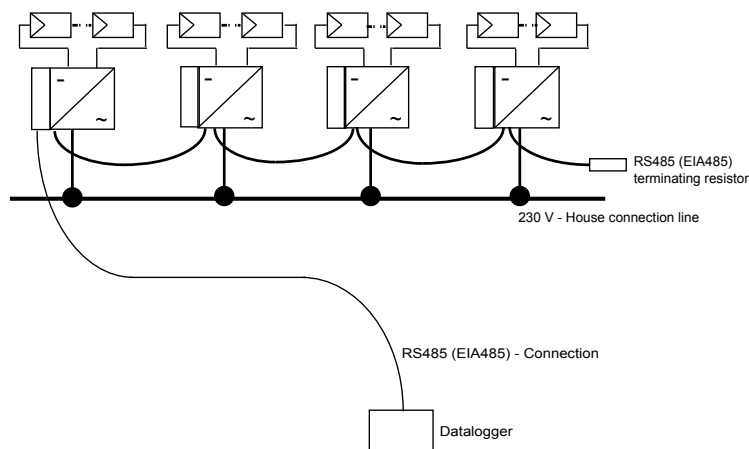 RS485 (EIA485)
terminating resistor
230 V - House connection line
RS485 (EIA485) - Connection
Datalogger